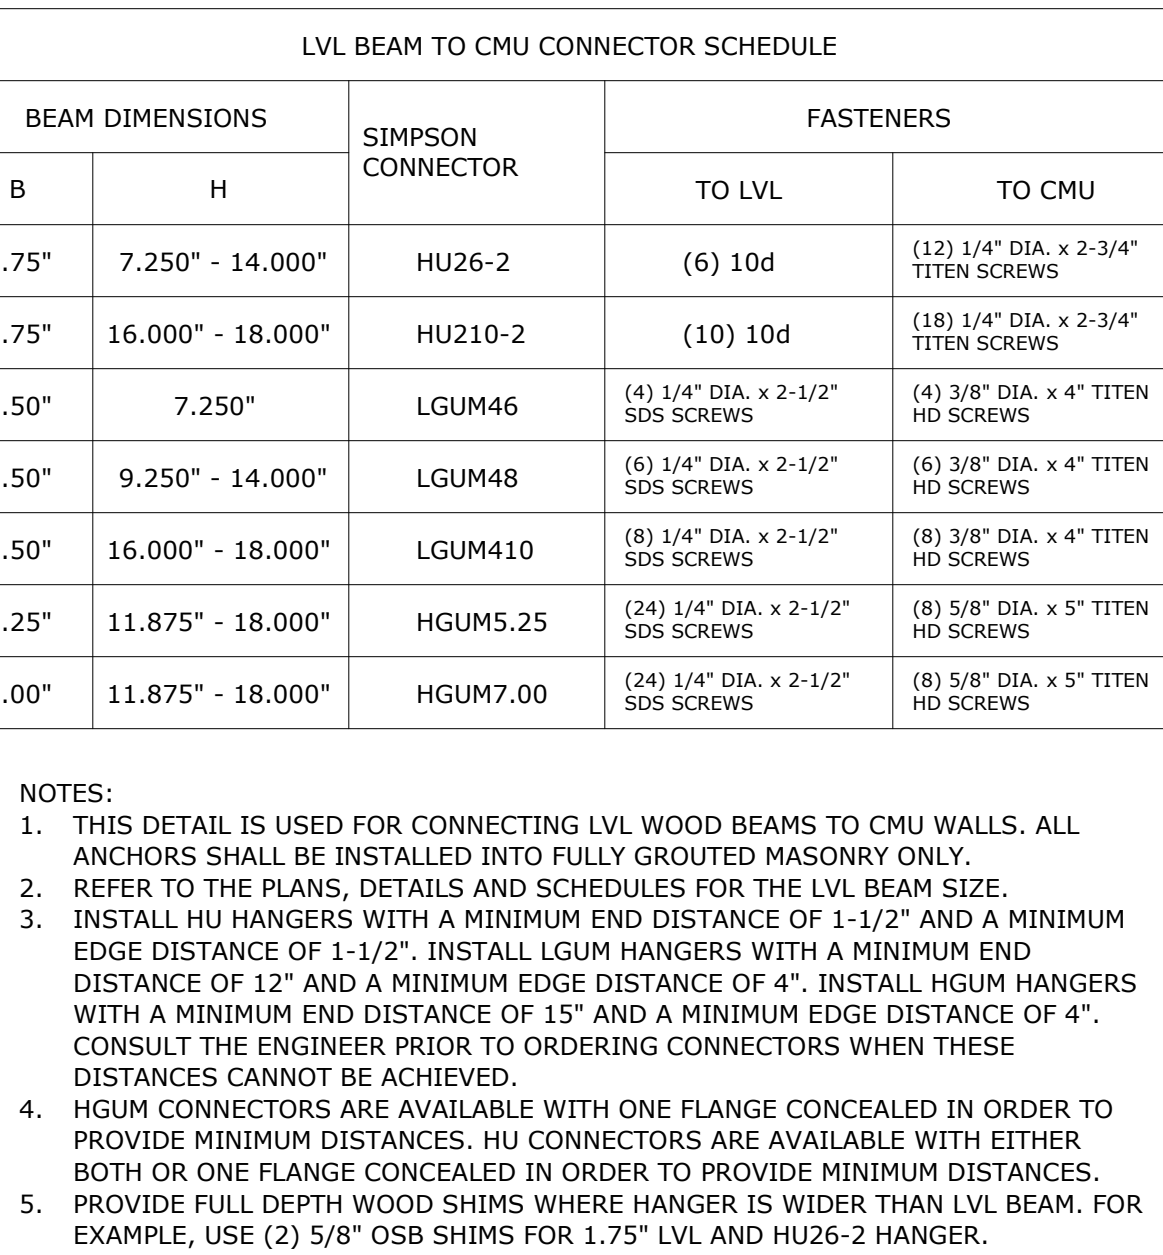 LVL BEAM TO CMU CONNECTOR SCHEDULE
BEAM DIMENSIONS
SIMPSON
CONNECTOR
FASTENERS
B
H
TO LVL
TO CMU
.75"
7.250" - 14.000"
HU26-2
(6) 10d
(12) 1/4" DIA. x 2-3/4"
TITEN SCREWS
.75"
16.000" - 18.000"
HU210-2
(10) 10d
(18) 1/4" DIA. x 2-3/4"
TITEN SCREWS
.50"
7.250"
LGUM46
(4) 1/4" DIA. x 2-1/2"
SDS SCREWS
(4) 3/8" DIA. x 4" TITEN
HD SCREWS
.50"
9.250" - 14.000"
LGUM48
(6) 1/4" DIA. x 2-1/2"
SDS SCREWS
(6) 3/8" DIA. x 4" TITEN
HD SCREWS
.50"
16.000" - 18.000"
LGUM410
(8) 1/4" DIA. x 2-1/2"
SDS SCREWS
(8) 3/8" DIA. x 4" TITEN
HD SCREWS
.25"
11.875" - 18.000"
HGUM5.25
(24) 1/4" DIA. x 2-1/2"
SDS SCREWS
(8) 5/8" DIA. x 5" TITEN
HD SCREWS
.00"
11.875" - 18.000"
HGUM7.00
(24) 1/4" DIA. x 2-1/2"
SDS SCREWS
(8) 5/8" DIA. x 5" TITEN
HD SCREWS
NOTES:
1. THIS DETAIL IS USED FOR CONNECTING LVL WOOD BEAMS TO CMU WALLS. ALL
ANCHORS SHALL BE INSTALLED INTO FULLY GROUTED MASONRY ONLY.
2. REFER TO THE PLANS, DETAILS AND SCHEDULES FOR THE LVL BEAM SIZE.
3. INSTALL HU HANGERS WITH A MINIMUM END DISTANCE OF 1-1/2" AND A MINIMUM
EDGE DISTANCE OF 1-1/2". INSTALL LGUM HANGERS WITH A MINIMUM END
DISTANCE OF 12" AND A MINIMUM EDGE DISTANCE OF 4". INSTALL HGUM HANGERS
WITH A MINIMUM END DISTANCE OF 15" AND A MINIMUM EDGE DISTANCE OF 4".
CONSULT THE ENGINEER PRIOR TO ORDERING CONNECTORS WHEN THESE
DISTANCES CANNOT BE ACHIEVED.
4. HGUM CONNECTORS ARE AVAILABLE WITH ONE FLANGE CONCEALED IN ORDER TO
PROVIDE MINIMUM DISTANCES. HU CONNECTORS ARE AVAILABLE WITH EITHER
BOTH OR ONE FLANGE CONCEALED IN ORDER TO PROVIDE MINIMUM DISTANCES.
5. PROVIDE FULL DEPTH WOOD SHIMS WHERE HANGER IS WIDER THAN LVL BEAM. FOR
EXAMPLE, USE (2) 5/8" OSB SHIMS FOR 1.75" LVL AND HU26-2 HANGER.